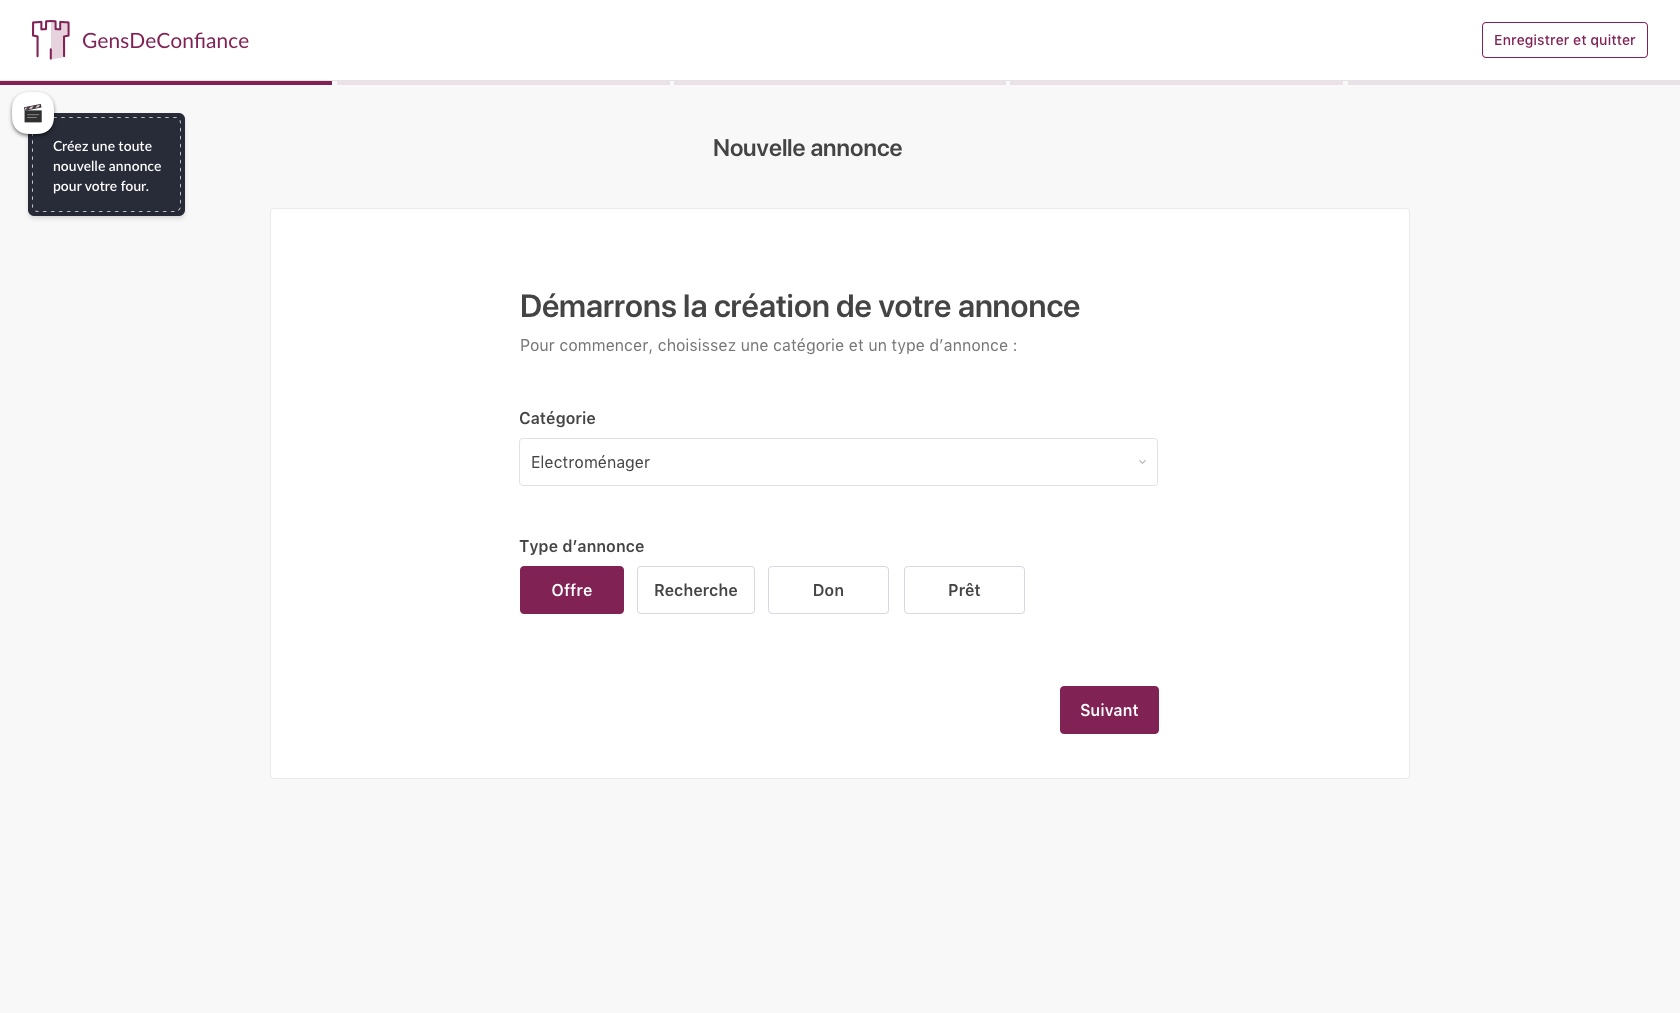 GensDeConfiance
Enregistrer et quitter
Créez une toute
nouvelle annonce
pour votre four.
Nouvelle annonce
Démarrons la création de votre annonce
Pour commencer, choisissez une catégorie et un type d’annonce :
Catégorie
Electroménager
Type d’annonce
Offre
Recherche
Don
Prêt
Suivant